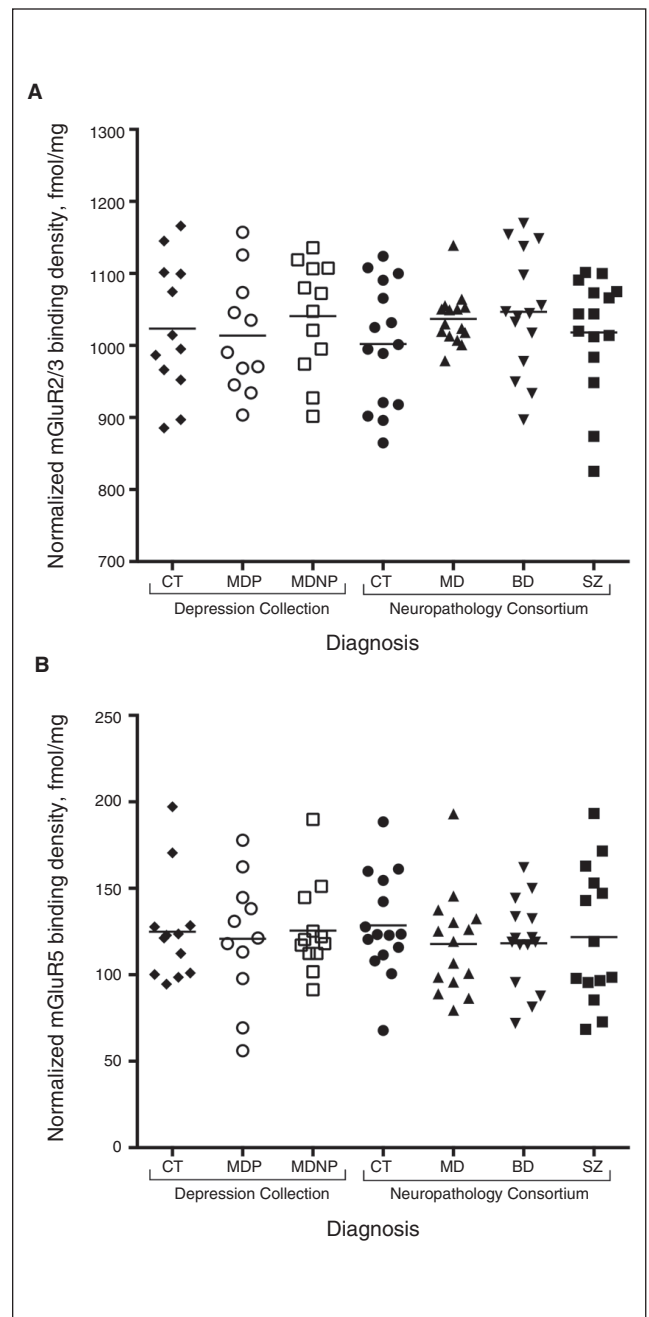 A
Normalized mGluR2/3 binding density, fmol/mg
1300
1200
1100
1000
900
800
700
CT MDP MDNP CT MD BD SZ
Depression Collection Neuropathology Consortium
Diagnosis
B
Normalized mGluR5 binding density, fmol/mg
250
200
150
100
50
0
CT MDP MDNP CT MD BD SZ
Depression Collection Neuropathology Consortium
Diagnosis